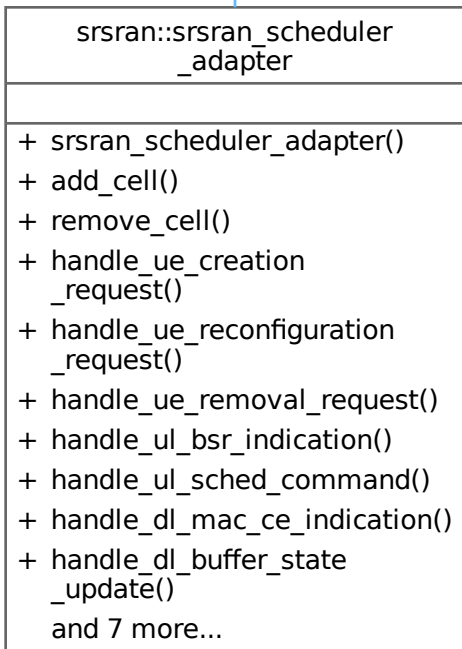 srsran::srsran_scheduler
_adapter
+ srsran_scheduler_adapter()
+ add_cell()
+ remove_cell()
+ handle_ue_creation
_request()
+ handle_ue_reconfiguration
_request()
+ handle_ue_removal_request()
+ handle_ul_bsr_indication()
+ handle_ul_sched_command()
+ handle_dl_mac_ce_indication()
+ handle_dl_buffer_state
_update()
and 7 more...